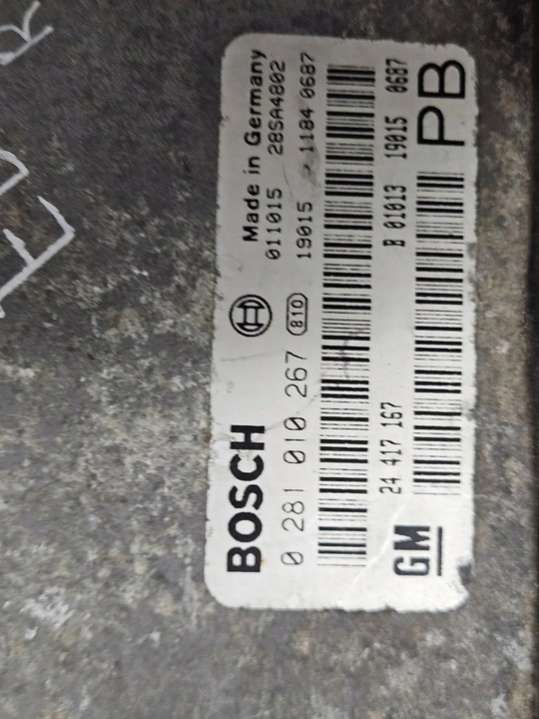 BOSCH
Made in Germany
011015 28SA4802
0 281 010 267
810
19015 1184 0687
24 417 167
B 01013 19015 0687
GM
PB